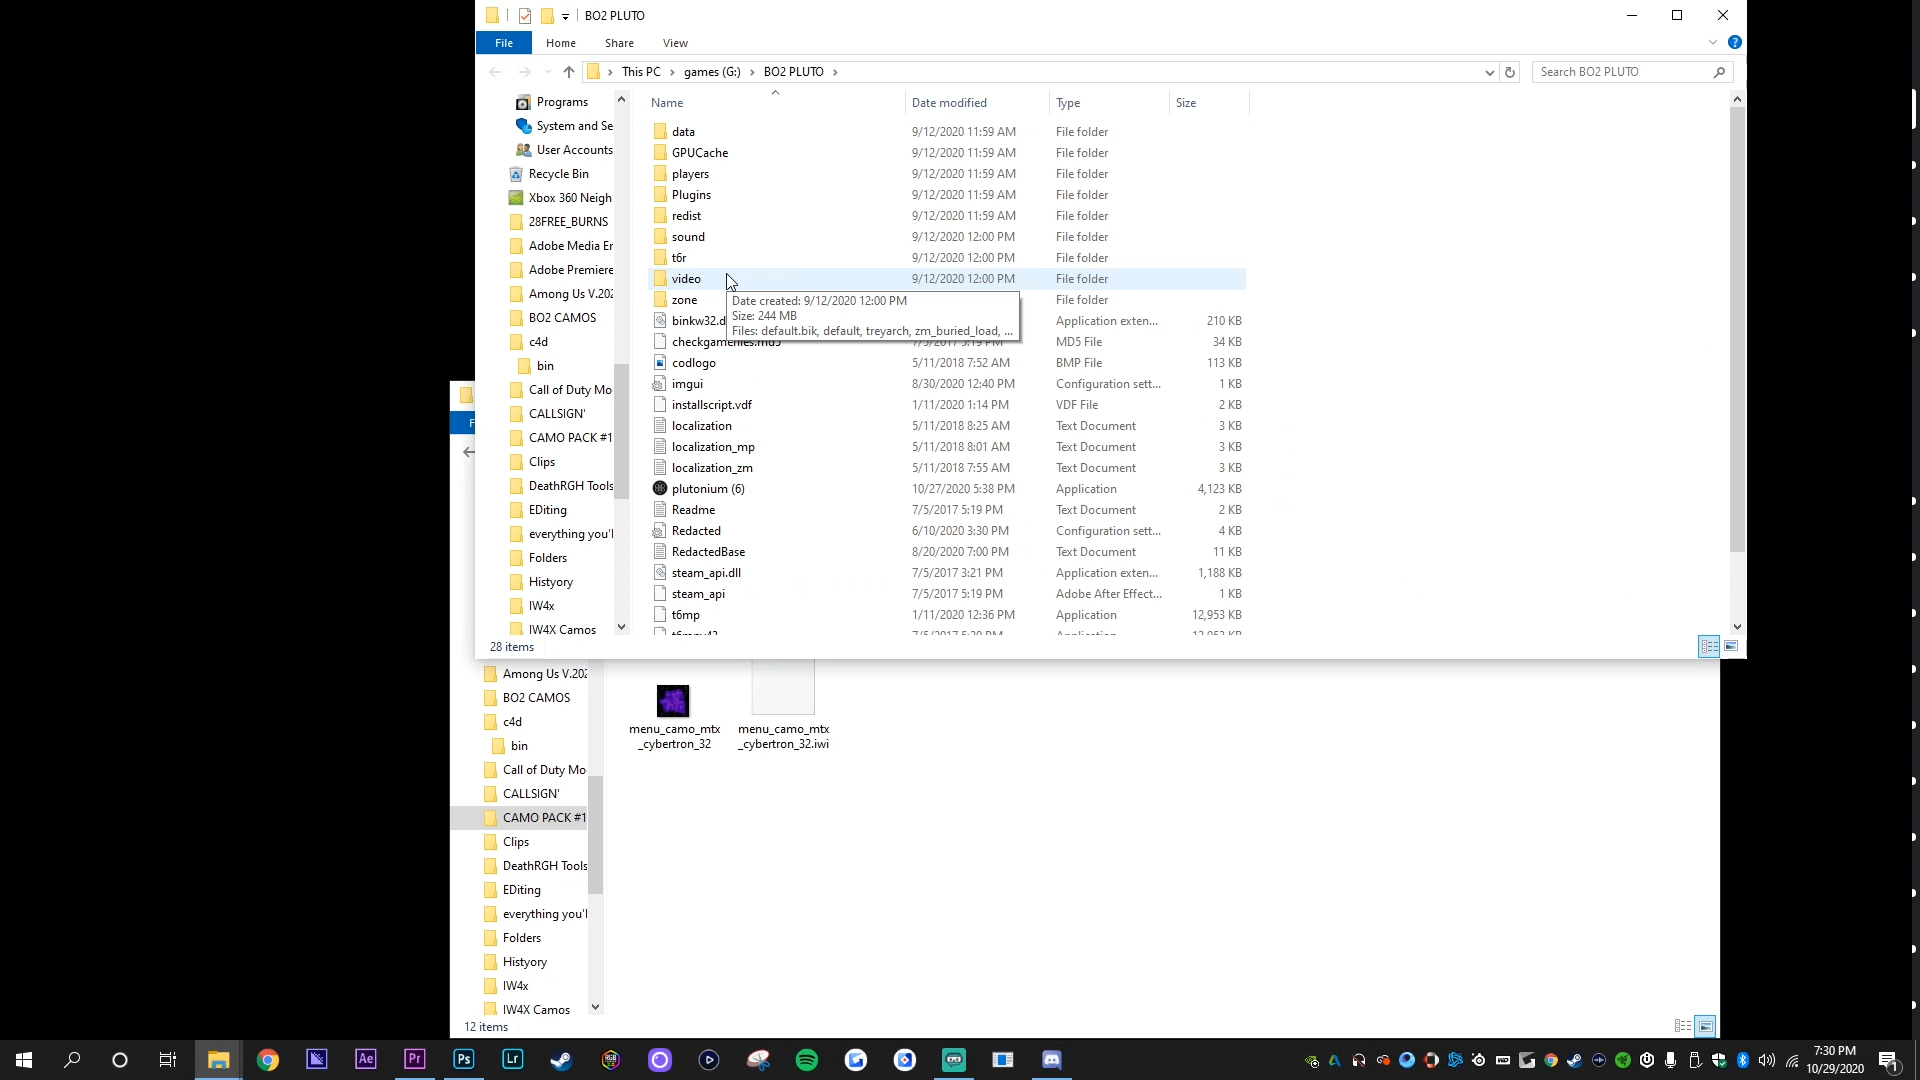 BO2 PLUTO
File Home Share View
This PC games (G:) BO2 PLUTO
Search BO2 PLUTO
Programs
System and Se
User Accounts
Recycle Bin
Xbox 360 Neigh
28FREE_BURNS
Adobe Media Er
Adobe Premiere
Among Us V.202
BO2 CAMOS
c4d
bin
Call of Duty Mo
CALLSIGN'
CAMO PACK #1
Clips
DeathRGH Tools
EDiting
everything you'l
Folders
Histyory
IW4x
IW4X Camos
Name Date modified Type Size
data 9/12/2020 11:59 AM File folder
GPUCache 9/12/2020 11:59 AM File folder
players 9/12/2020 11:59 AM File folder
Plugins 9/12/2020 11:59 AM File folder
redist 9/12/2020 11:59 AM File folder
sound 9/12/2020 12:00 PM File folder
t6r 9/12/2020 12:00 PM File folder
video 9/12/2020 12:00 PM File folder
zone File folder
Date created: 9/12/2020 12:00 PM
Size: 244 MB
Files: default.bik, default, treyarch, zm_buried_load, ...
binkw32.d Application exten... 210 KB
checkgamefiles.md5 7/5/2017 5:19 PM MD5 File 34 KB
codlogo 5/11/2018 7:52 AM BMP File 113 KB
imgui 8/30/2020 12:40 PM Configuration sett... 1 KB
installscript.vdf 1/11/2020 1:14 PM VDF File 2 KB
localization 5/11/2018 8:25 AM Text Document 3 KB
localization_mp 5/11/2018 8:01 AM Text Document 3 KB
localization_zm 5/11/2018 7:55 AM Text Document 3 KB
plutonium (6) 10/27/2020 5:38 PM Application 4,123 KB
Readme 7/5/2017 5:19 PM Text Document 2 KB
Redacted 6/10/2020 3:30 PM Configuration sett... 4 KB
RedactedBase 8/20/2020 7:00 PM Text Document 11 KB
steam_api.dll 7/5/2017 3:21 PM Application exten... 1,188 KB
steam_api 7/5/2017 5:19 PM Adobe After Effect... 1 KB
t6mp 1/11/2020 12:36 PM Application 12,953 KB
28 items
Among Us V.202
BO2 CAMOS
c4d
bin
Call of Duty Mo
CALLSIGN'
CAMO PACK #1
Clips
DeathRGH Tools
EDiting
everything you'l
Folders
Histyory
IW4x
IW4X Camos
menu_camo_mtx
_cybertron_32
menu_camo_mtx
_cybertron_32.iwi
12 items
Ae Pr Ps Lr
7:30 PM
10/29/2020
1